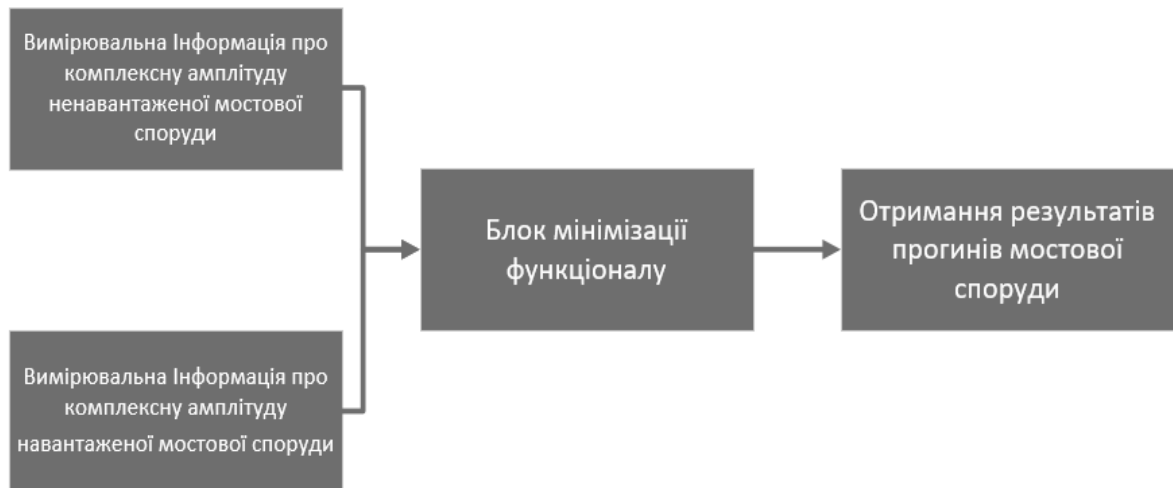 Вимірювальна Інформація про
комплексну амплітуду
ненавантаженої мостової
споруди
Вимірювальна Інформація про
комплексну амплітуду
навантаженої мостової споруди
Блок мінімізації
функціоналу
Отримання результатів
прогинів мостової
споруди